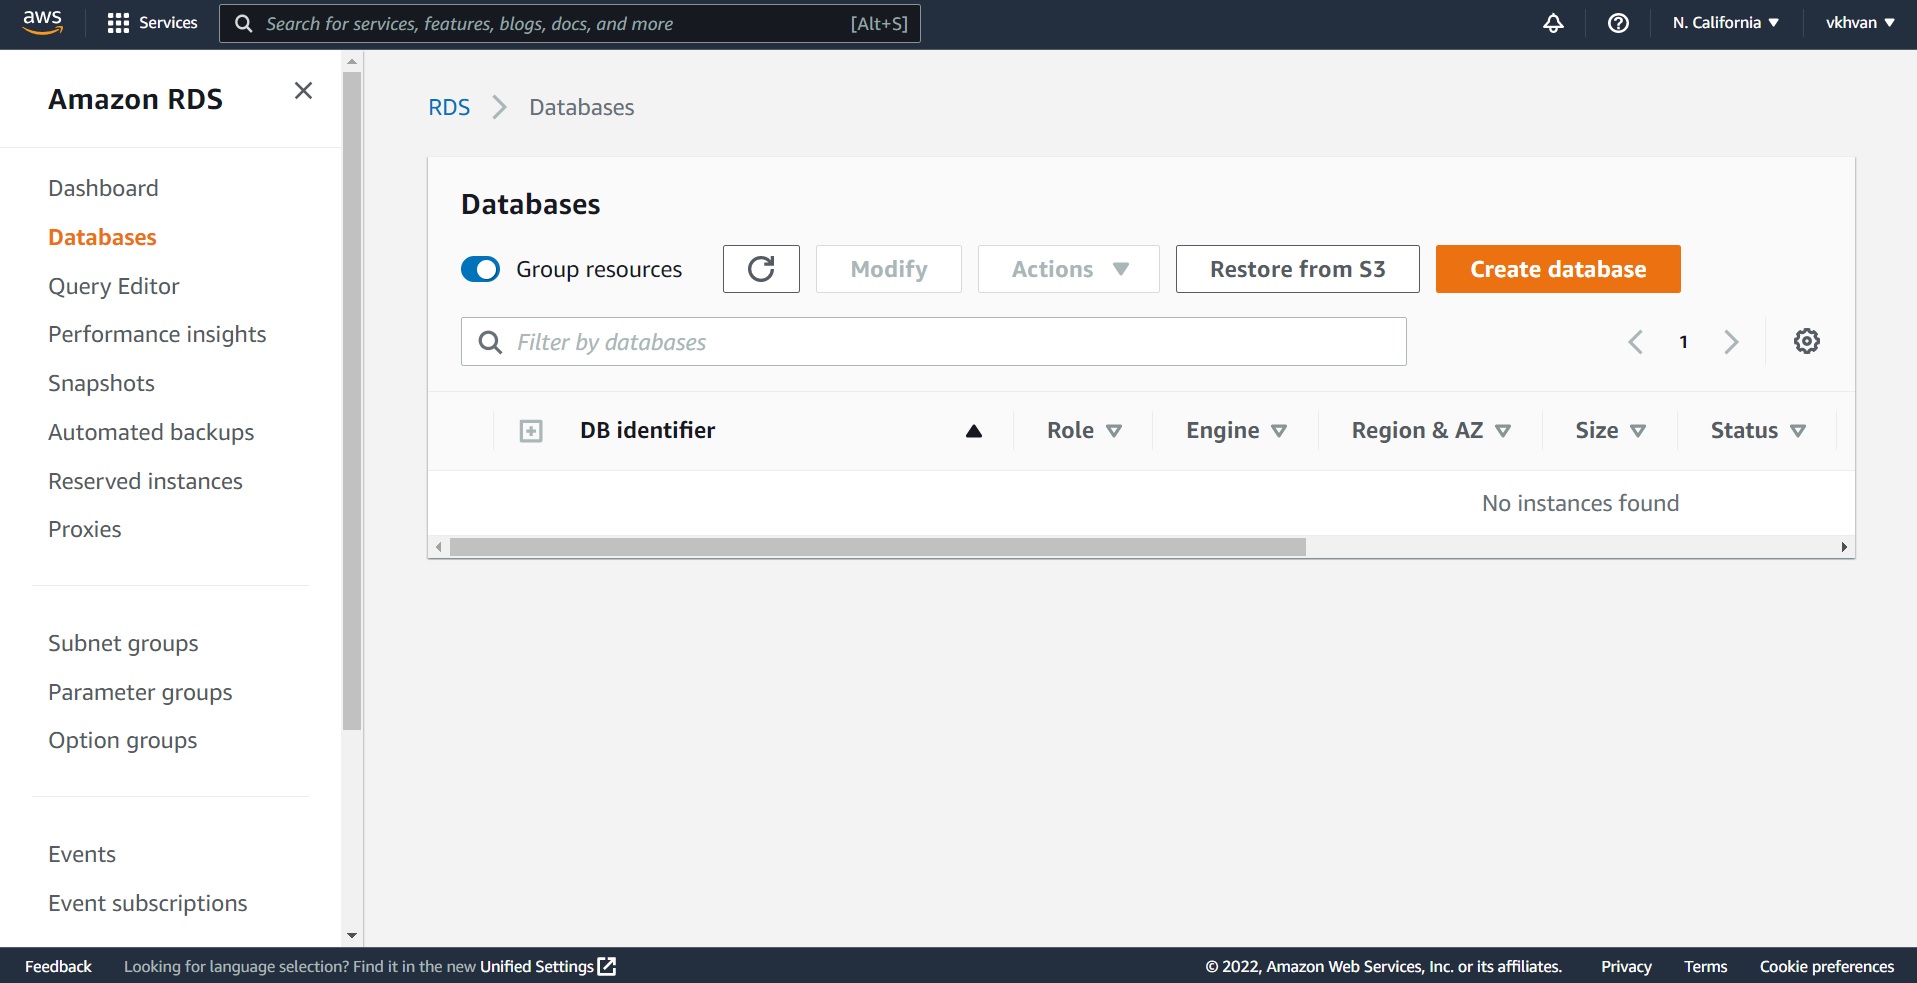 aws Services Search for services, features, blogs, docs, and more [Alt+S] N. California vkhvan
Amazon RDS
Dashboard
Databases
Query Editor
Performance insights
Snapshots
Automated backups
Reserved instances
Proxies
Subnet groups
Parameter groups
Option groups
Events
Event subscriptions
RDS Databases
Databases
Group resources Modify Actions Restore from S3 Create database
Filter by databases 1
DB identifier Role Engine Region & AZ Size Status
No instances found
Feedback Looking for language selection? Find it in the new Unified Settings © 2022, Amazon Web Services, Inc. or its affiliates. Privacy Terms Cookie preferences